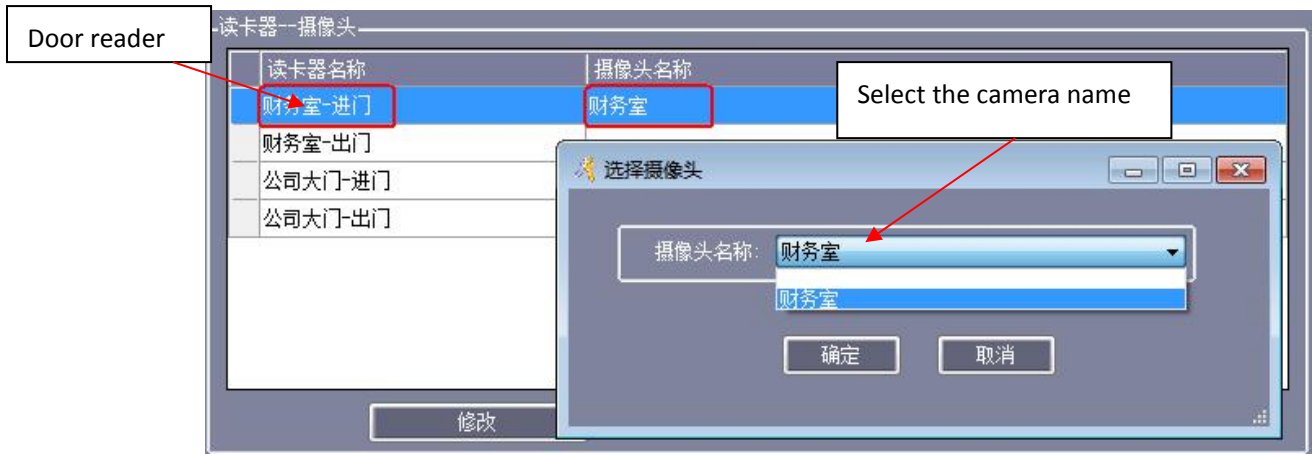 Door reader
读卡器--摄像头
读卡器名称 摄像头名称
财务室-进门 财务室
Select the camera name
财务室-出门
公司大门-进门
公司大门-出门
选择摄像头
摄像头名称: 财务室
财务室
确定 取消
修改